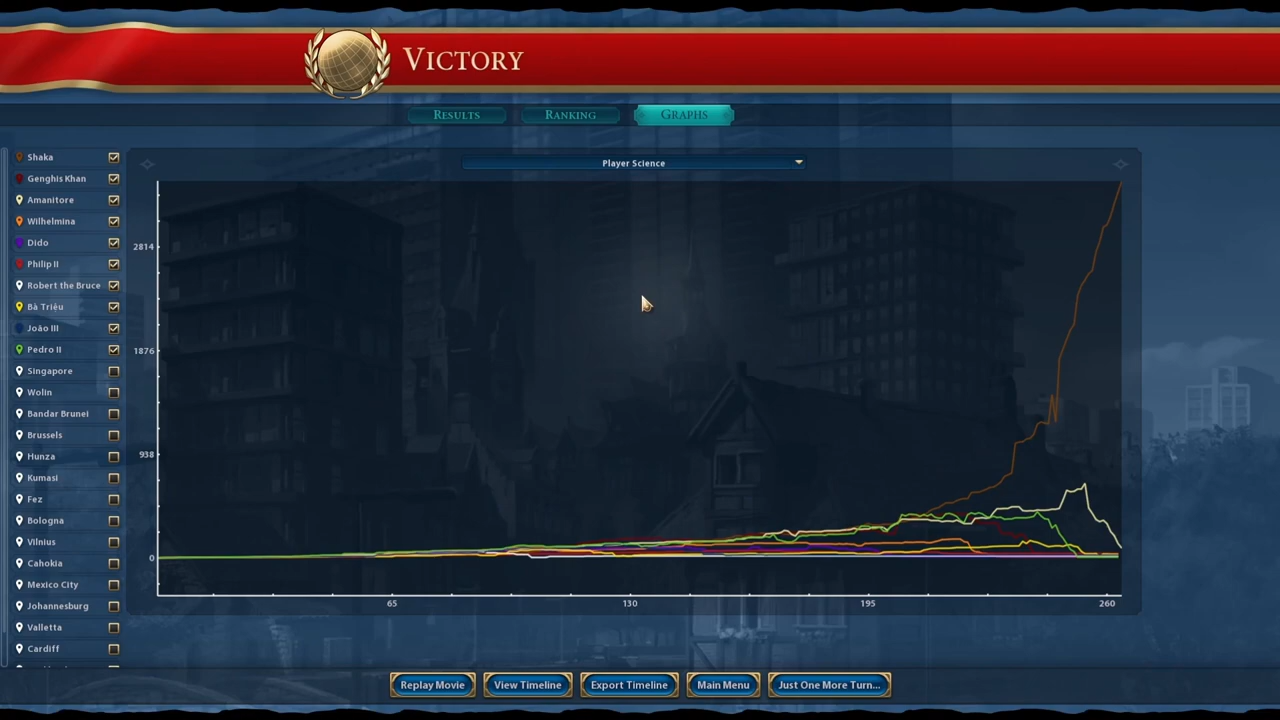 VICTORY
RESULTS RANKING GRAPHS
Player Science
Shaka
Genghis Khan
Amanitore
Wilhelmina
Dido
Philip II
Robert the Bruce
Bà Triệu
João III
Pedro II
Singapore
Wolin
Bandar Brunei
Brussels
Hunza
Kumasi
Fez
Bologna
Vilnius
Cahokia
Mexico City
Johannesburg
Valletta
Cardiff
2814
1876
938
0
65 130 195 260
Replay Movie View Timeline Export Timeline Main Menu Just One More Turn...